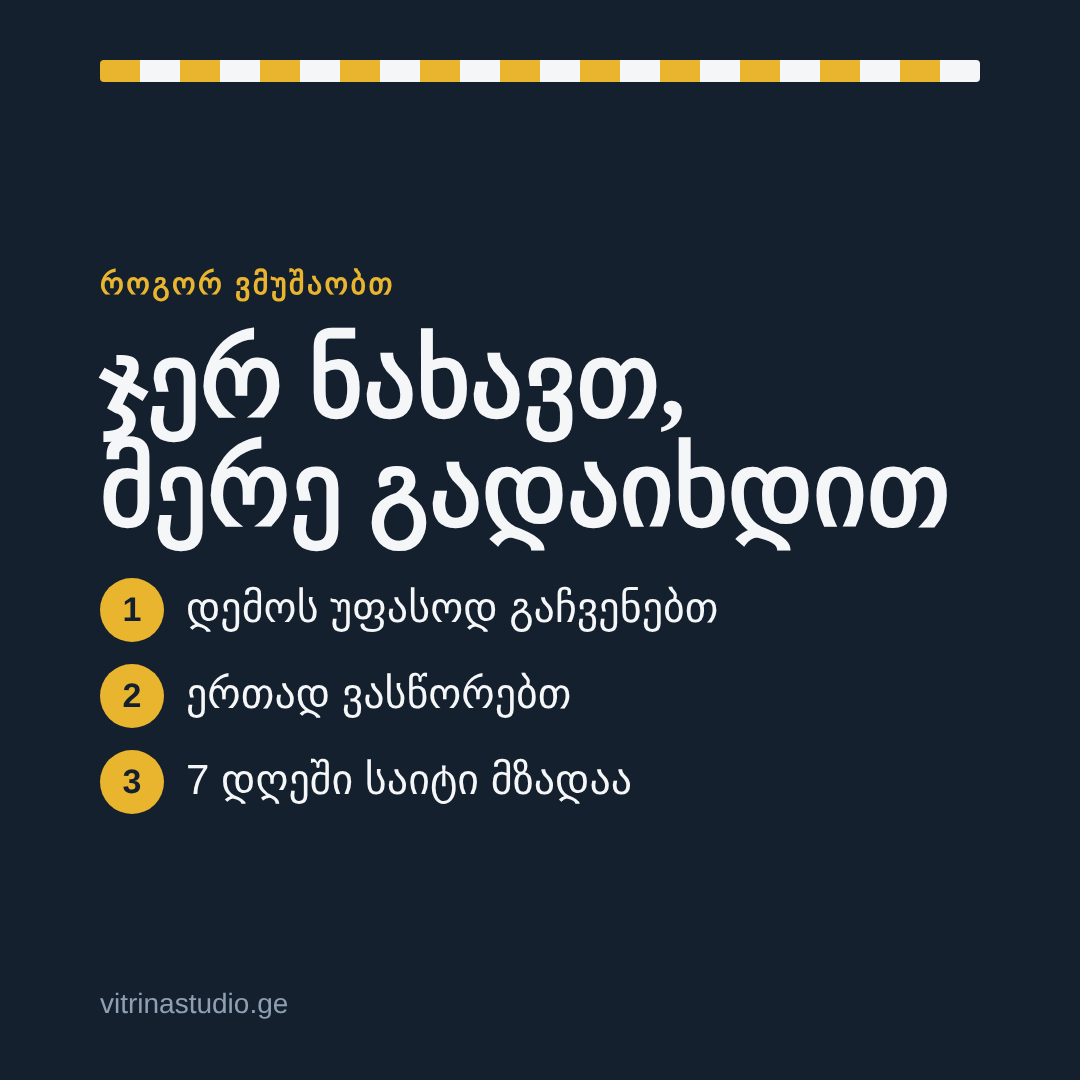 როგორ ვმუშაობთ
ჯერ ნახავთ,
მერე გადაიხდით
1 დემოს უფასოდ გაჩვენებთ
2 ერთად ვასწორებთ
3 7 დღეში საიტი მზადაა
vitrinastudio.ge